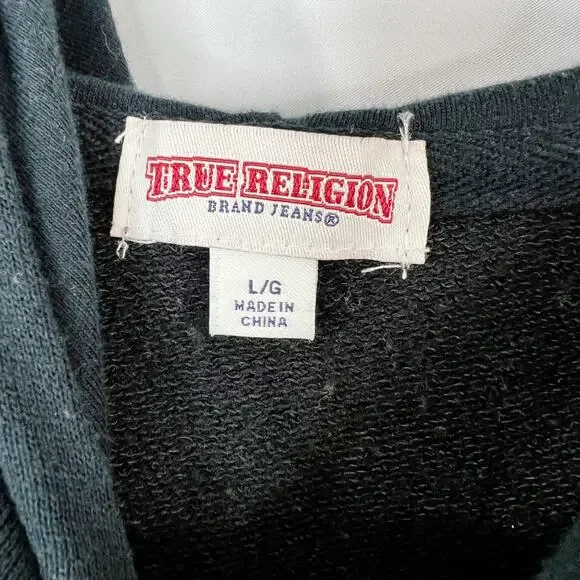 TRUE RELIGION
BRAND JEANS®
L/G
MADE IN
CHINA